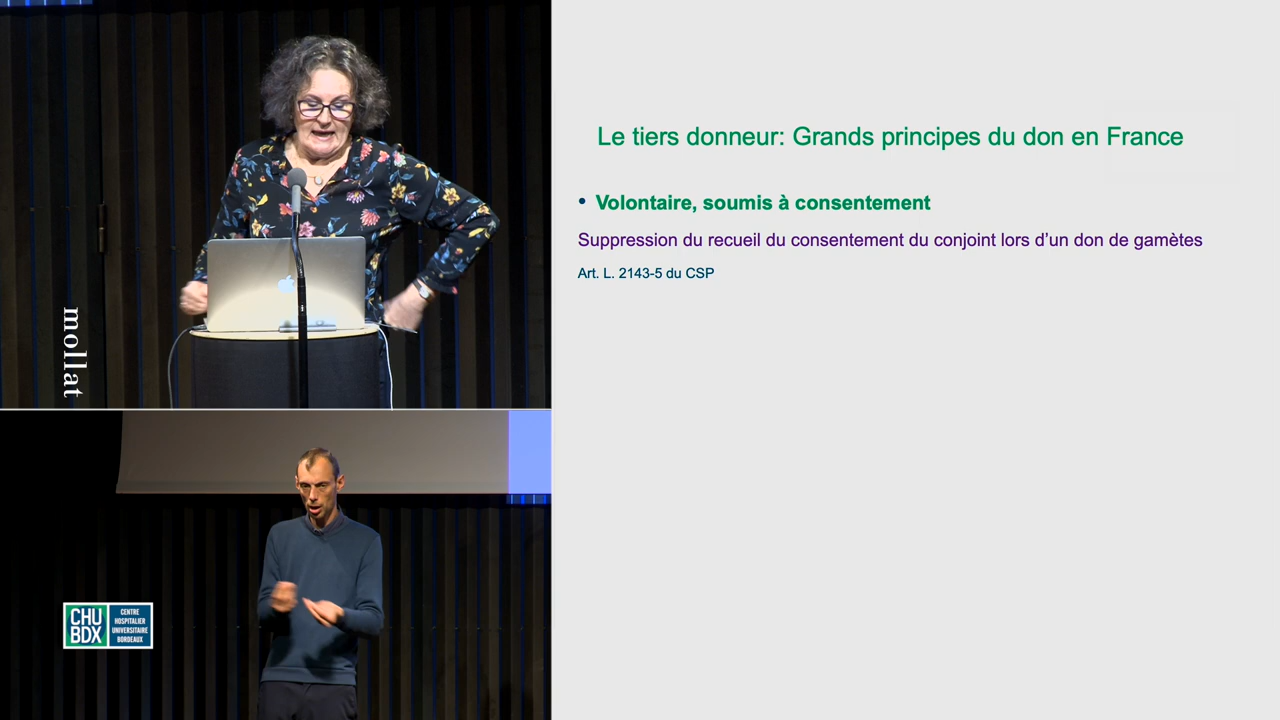 mollat
CHU
BDX
CENTRE
HOSPITALIER
UNIVERSITAIRE
BORDEAUX
Le tiers donneur: Grands principes du don en France
• Volontaire, soumis à consentement
Suppression du recueil du consentement du conjoint lors d’un don de gamètes
Art. L. 2143-5 du CSP